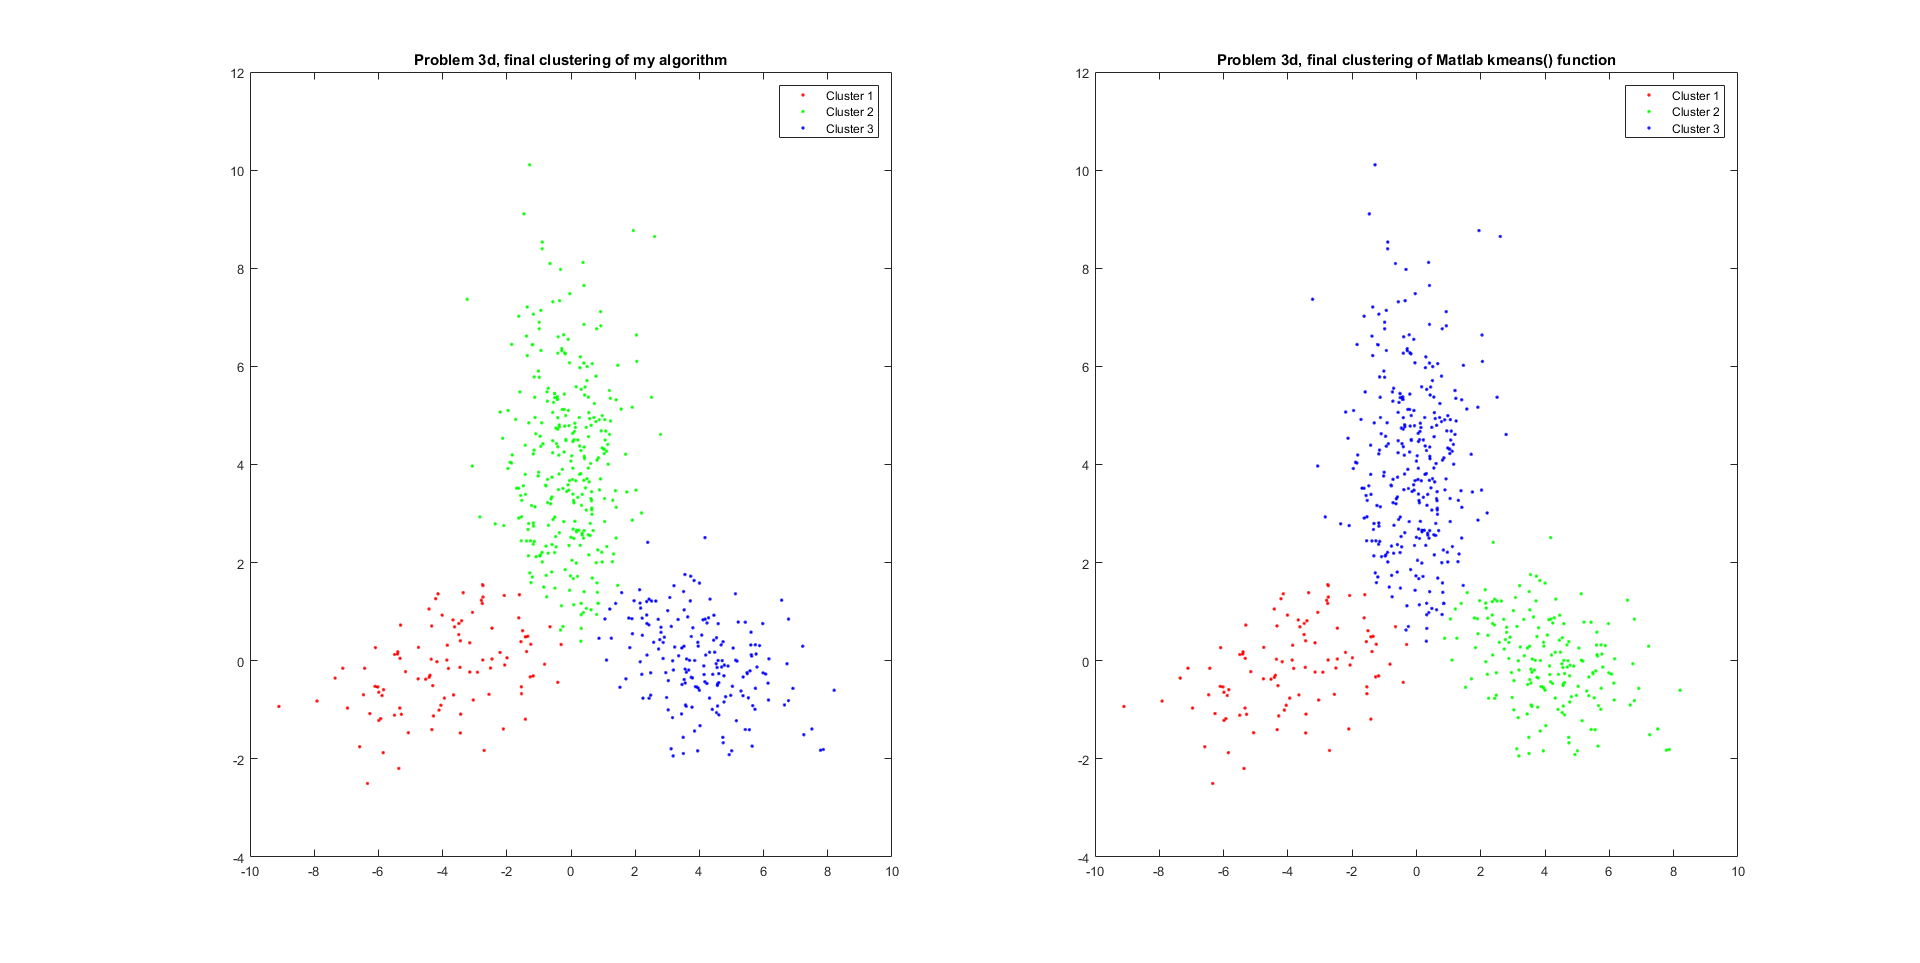 Problem 3d, final clustering of my algorithm
12
10
8
6
4
2
0
-2
-4
-10 -8 -6 -4 -2 0 2 4 6 8 10
Cluster 1
Cluster 2
Cluster 3
Problem 3d, final clustering of Matlab kmeans() function
12
10
8
6
4
2
0
-2
-4
-10 -8 -6 -4 -2 0 2 4 6 8 10
Cluster 1
Cluster 2
Cluster 3